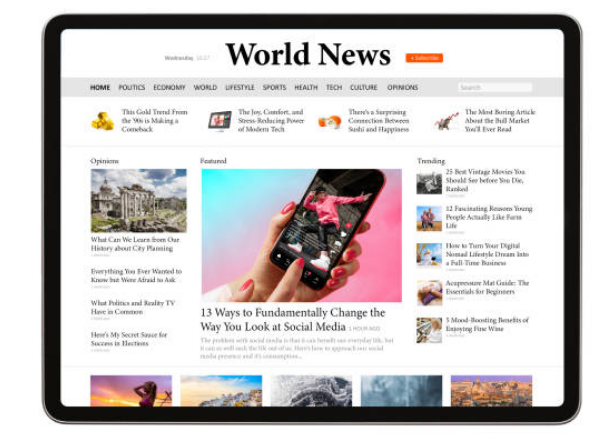 Wednesday 10:27
World News
+ Subscribe
HOME POLITICS ECONOMY WORLD LIFESTYLE SPORTS HEALTH TECH CULTURE OPINIONS
Search
This Gold Trend From
the '90s is Making a
Comeback
The Joy, Comfort, and
Stress-Reducing Power
of Modern Tech
There's a Surprising
Connection Between
Sushi and Happiness
The Most Boring Article
About the Bull Market
You'll Ever Read
Opinions
What Can We Learn from Our
History about City Planning
Everything You Ever Wanted to
Know but Were Afraid to Ask
What Politics and Reality TV
Have in Common
Here's My Secret Sauce for
Success in Elections
Featured
13 Ways to Fundamentally Change the
Way You Look at Social Media 1 HOUR AGO
The problem with social media is that it can benefit our everyday life, but
it can as well suck the life out of us. Here's how to approach our social
media presence and it's consumption...
Trending
25 Best Vintage Movies You
Should See before You Die,
Ranked
12 Fascinating Reasons Young
People Actually Like Farm
Life
How to Turn Your Digital
Nomad Lifestyle Dream Into
a Full-Time Business
Acupressure Mat Guide: The
Essentials for Beginners
5 Mood-Boosting Benefits of
Enjoying Fine Wine